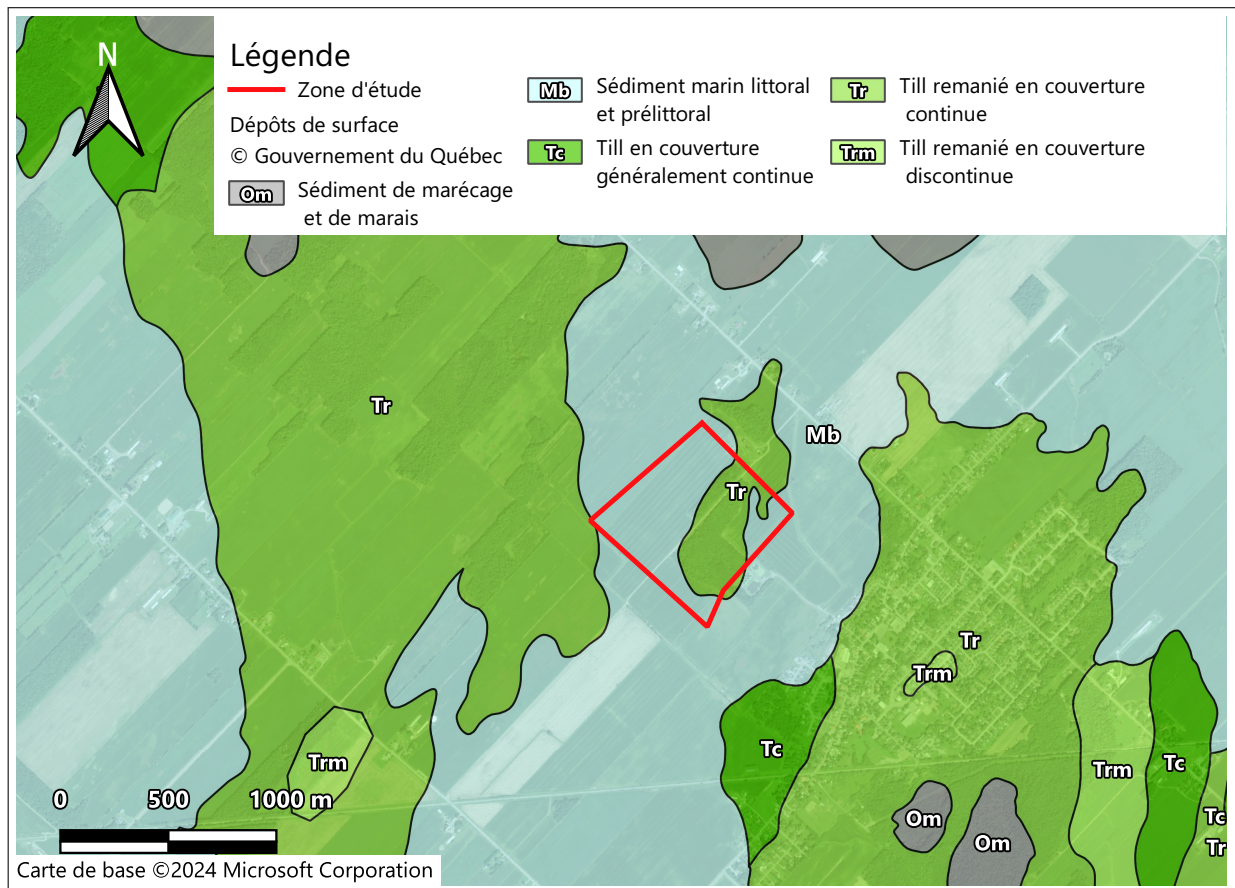 N
Légende
Zone d'étude
Dépôts de surface
© Gouvernement du Québec
Om Sédiment de marécage
et de marais
Mb Sédiment marin littoral
et prélittoral
Tc Till en couverture
généralement continue
Tr Till remanié en couverture
continue
Trm Till remanié en couverture
discontinue
Tr
Mb
Tr
Tr
Trm
Tc
Trm
Trm
Tc
Om
Om
Tc
Tr
0 500 1000 m
Carte de base ©2024 Microsoft Corporation